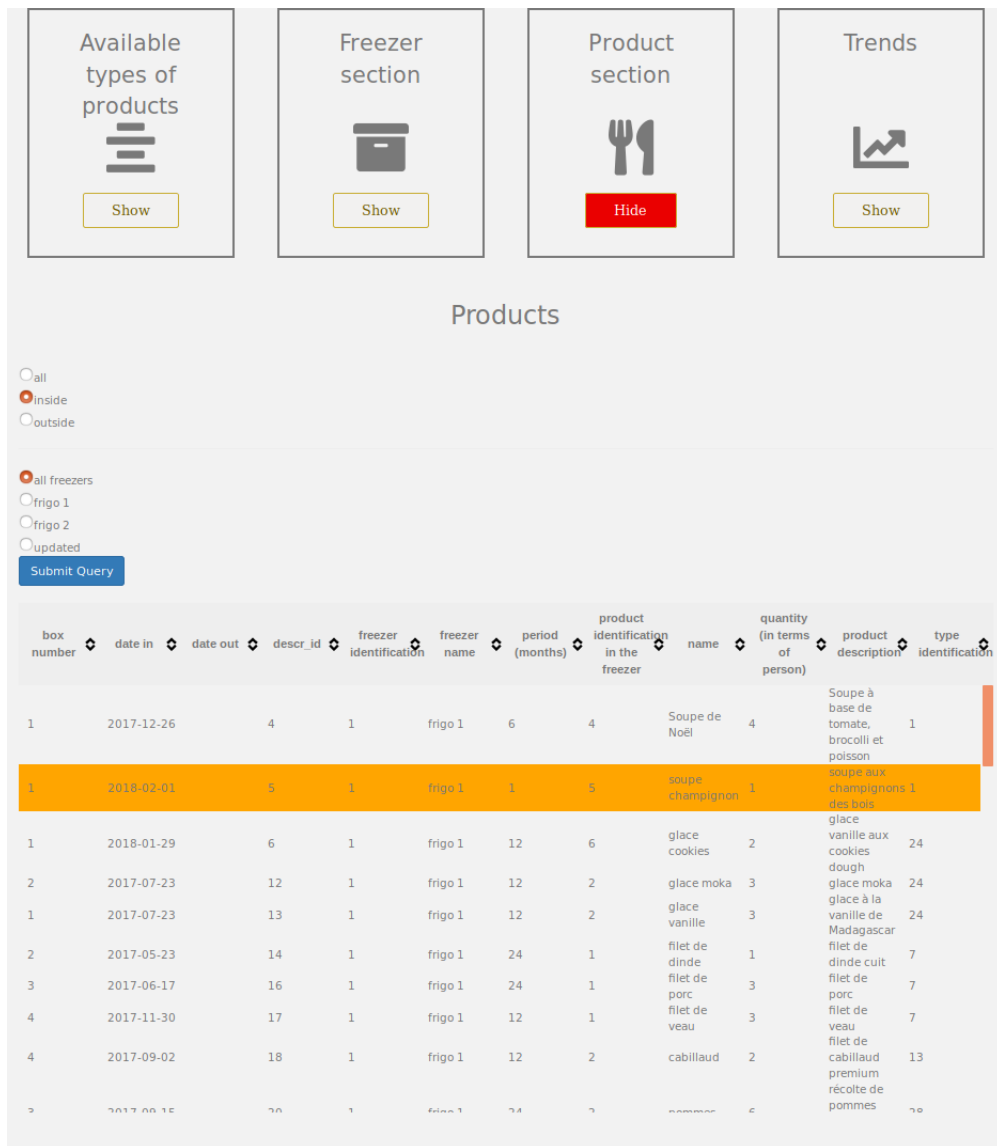 Available
types of
products
Show
Freezer
section
Show
Product
section
Hide
Trends
Show
Products
all
inside
outside
all freezers
frigo 1
frigo 2
updated
Submit Query
box number date in date out descr_id freezer identification freezer name period (months) product identification in the freezer name quantity (in terms of person) product description type identification
1 2017-12-26 4 1 frigo 1 6 4 Soupe de Noël 4 Soupe à base de tomate, brocolli et poisson 1
1 2018-02-01 5 1 frigo 1 1 5 soupe champignon 1 soupe aux champignons des bois 1
1 2018-01-29 6 1 frigo 1 12 6 glace cookies 2 glace vanille aux cookies dough 24
2 2017-07-23 12 1 frigo 1 12 2 glace moka 3 glace moka 24
1 2017-07-23 13 1 frigo 1 12 2 glace vanille 3 glace à la vanille de Madagascar 24
2 2017-05-23 14 1 frigo 1 24 1 filet de dinde 1 filet de dinde cuit 7
3 2017-06-17 16 1 frigo 1 24 1 filet de porc 3 filet de porc 7
4 2017-11-30 17 1 frigo 1 12 1 filet de veau 3 filet de veau 7
4 2017-09-02 18 1 frigo 1 12 2 cabillaud 2 filet de cabillaud premium 13
2017-09-15 20 1 frigo 1 24 pommes récolte de pommes 28